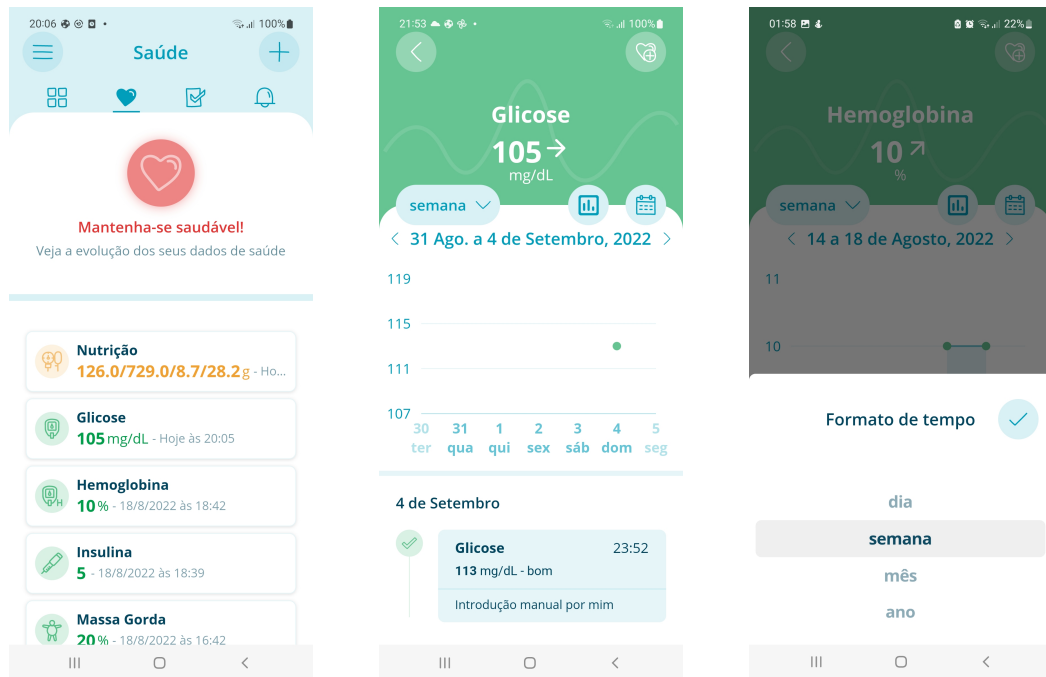 20:06 100%
Saúde
Mantenha-se saudável!
Veja a evolução dos seus dados de saúde
Nutrição
126.0/729.0/8.7/28.2 g - Ho...
Glicose
105 mg/dL - Hoje às 20:05
Hemoglobina
10 % - 18/8/2022 às 18:42
Insulina
5 - 18/8/2022 às 18:39
Massa Gorda
20 % - 18/8/2022 às 16:42
21:53 100%
Glicose
105
mg/dL
semana
31 Ago. a 4 de Setembro, 2022
119
115
111
107
30 31 1 2 3 4 5
ter qua qui sex sáb dom seg
4 de Setembro
Glicose 23:52
113 mg/dL - bom
Introdução manual por mim
01:58 22%
Hemoglobina
10
%
semana
14 a 18 de Agosto, 2022
11
10
Formato de tempo
dia
semana
mês
ano